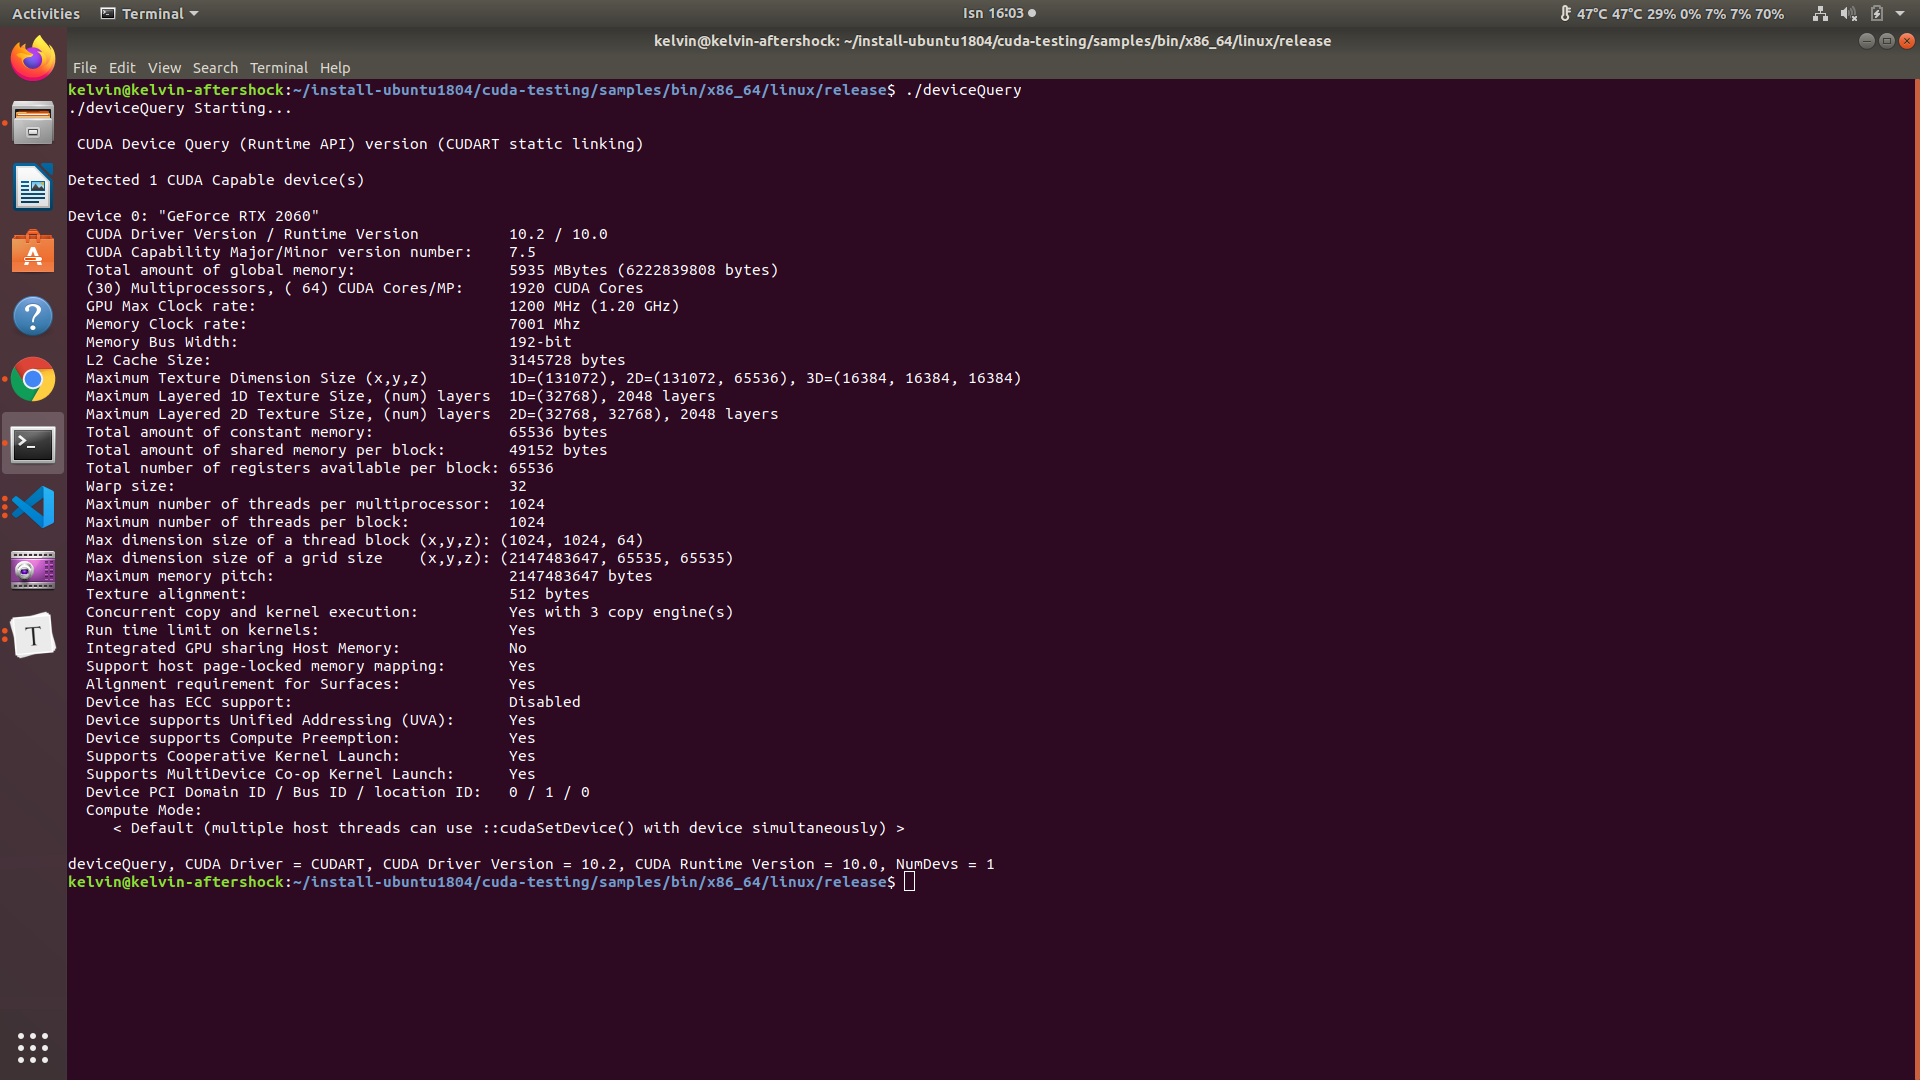 Activities Terminal Isn 16:03 47°C 47°C 29% 0% 7% 7% 70%
kelvin@kelvin-aftershock: ~/install-ubuntu1804/cuda-testing/samples/bin/x86_64/linux/release
File Edit View Search Terminal Help
kelvin@kelvin-aftershock:~/install-ubuntu1804/cuda-testing/samples/bin/x86_64/linux/release$ ./deviceQuery
./deviceQuery Starting...
CUDA Device Query (Runtime API) version (CUDART static linking)
Detected 1 CUDA Capable device(s)
Device 0: "GeForce RTX 2060"
CUDA Driver Version / Runtime Version 10.2 / 10.0
CUDA Capability Major/Minor version number: 7.5
Total amount of global memory: 5935 MBytes (6222839808 bytes)
(30) Multiprocessors, ( 64) CUDA Cores/MP: 1920 CUDA Cores
GPU Max Clock rate: 1200 MHz (1.20 GHz)
Memory Clock rate: 7001 Mhz
Memory Bus Width: 192-bit
L2 Cache Size: 3145728 bytes
Maximum Texture Dimension Size (x,y,z) 1D=(131072), 2D=(131072, 65536), 3D=(16384, 16384, 16384)
Maximum Layered 1D Texture Size, (num) layers 1D=(32768), 2048 layers
Maximum Layered 2D Texture Size, (num) layers 2D=(32768, 32768), 2048 layers
Total amount of constant memory: 65536 bytes
Total amount of shared memory per block: 49152 bytes
Total number of registers available per block: 65536
Warp size: 32
Maximum number of threads per multiprocessor: 1024
Maximum number of threads per block: 1024
Max dimension size of a thread block (x,y,z): (1024, 1024, 64)
Max dimension size of a grid size (x,y,z): (2147483647, 65535, 65535)
Maximum memory pitch: 2147483647 bytes
Texture alignment: 512 bytes
Concurrent copy and kernel execution: Yes with 3 copy engine(s)
Run time limit on kernels: Yes
Integrated GPU sharing Host Memory: No
Support host page-locked memory mapping: Yes
Alignment requirement for Surfaces: Yes
Device has ECC support: Disabled
Device supports Unified Addressing (UVA): Yes
Device supports Compute Preemption: Yes
Supports Cooperative Kernel Launch: Yes
Supports MultiDevice Co-op Kernel Launch: Yes
Device PCI Domain ID / Bus ID / location ID: 0 / 1 / 0
Compute Mode:
< Default (multiple host threads can use ::cudaSetDevice() with device simultaneously) >
deviceQuery, CUDA Driver = CUDART, CUDA Driver Version = 10.2, CUDA Runtime Version = 10.0, NumDevs = 1
kelvin@kelvin-aftershock:~/install-ubuntu1804/cuda-testing/samples/bin/x86_64/linux/release$